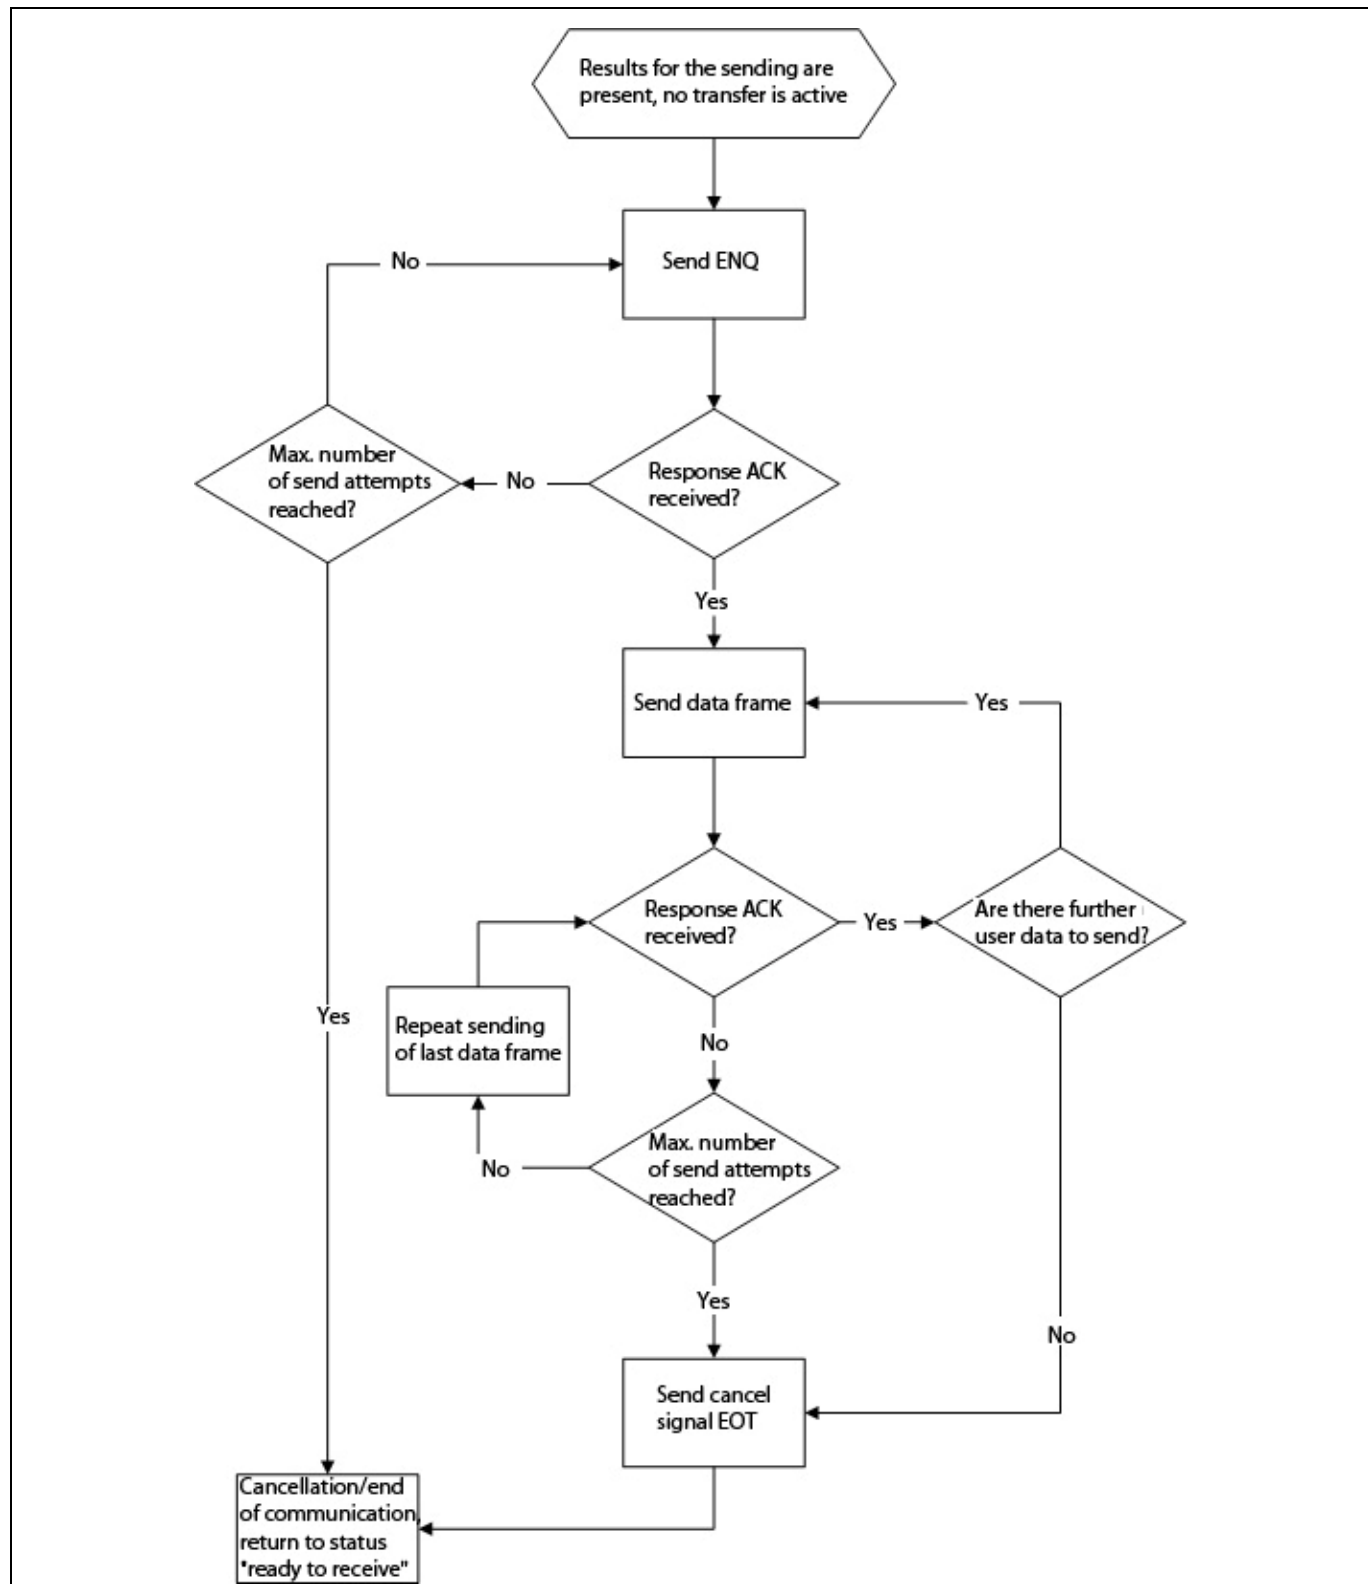 Results for the sending are
present, no transfer is active
No
Send ENQ
Max. number
of send attempts
reached?
No
Response ACK
received?
Yes
Send data frame
Yes
Response ACK
received?
Yes
Are there further
user data to send?
Yes
Repeat sending
of last data frame
No
Max. number
of send attempts
reached?
No
Yes
No
Send cancel
signal EOT
Cancellation/end
of communication,
return to status
"ready to receive"